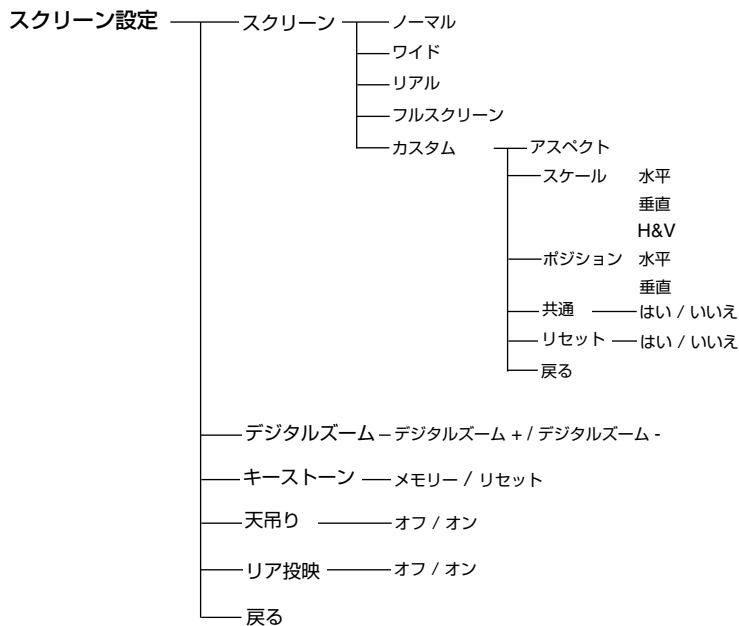 スクリーン設定
スクリーン
ノーマル
ワイド
リアル
フルスクリーン
カスタム
アスペクト
スケール 水平
垂直
H&V
ポジション 水平
垂直
共通 はい / いいえ
リセット はい / いいえ
戻る
デジタルズーム デジタルズーム + / デジタルズーム -
キーストーン メモリー / リセット
天吊り オフ / オン
リア投映 オフ / オン
戻る